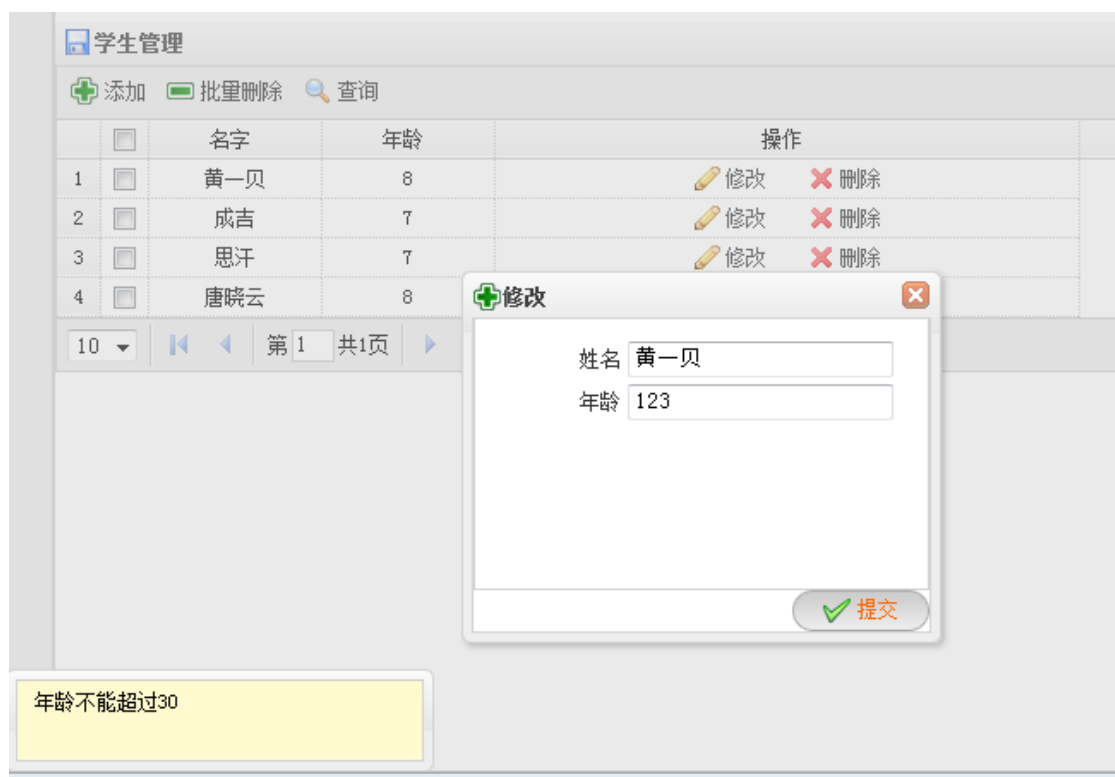 学生管理
添加 批量删除 查询
名字 年龄 操作
1 黄一贝 8 修改 删除
2 成吉 7 修改 删除
3 思汗 7 修改 删除
4 唐晓云 8
修改
10 第 1 共1页
姓名 黄一贝
年龄 123
提交
年龄不能超过30